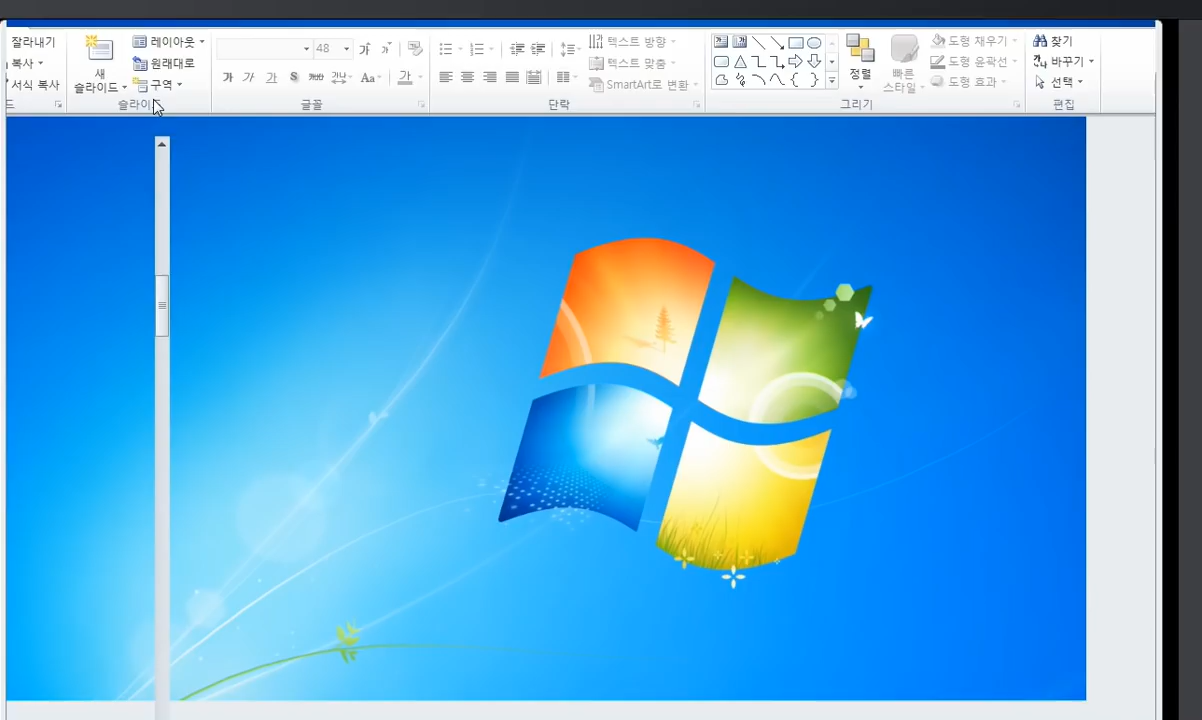 잘라내기 레이아웃 48 텍스트 방향 도형 채우기 찾기
복사 새 원래대로 텍스트 맞춤 정렬 빠른 도형 윤곽선 바꾸기
서식 복사 슬라이드 구역 가 가 가 S abc 가나 Aa 가 SmartArt로 변환 스타일 도형 효과 선택
글꼴 단락 그리기 편집